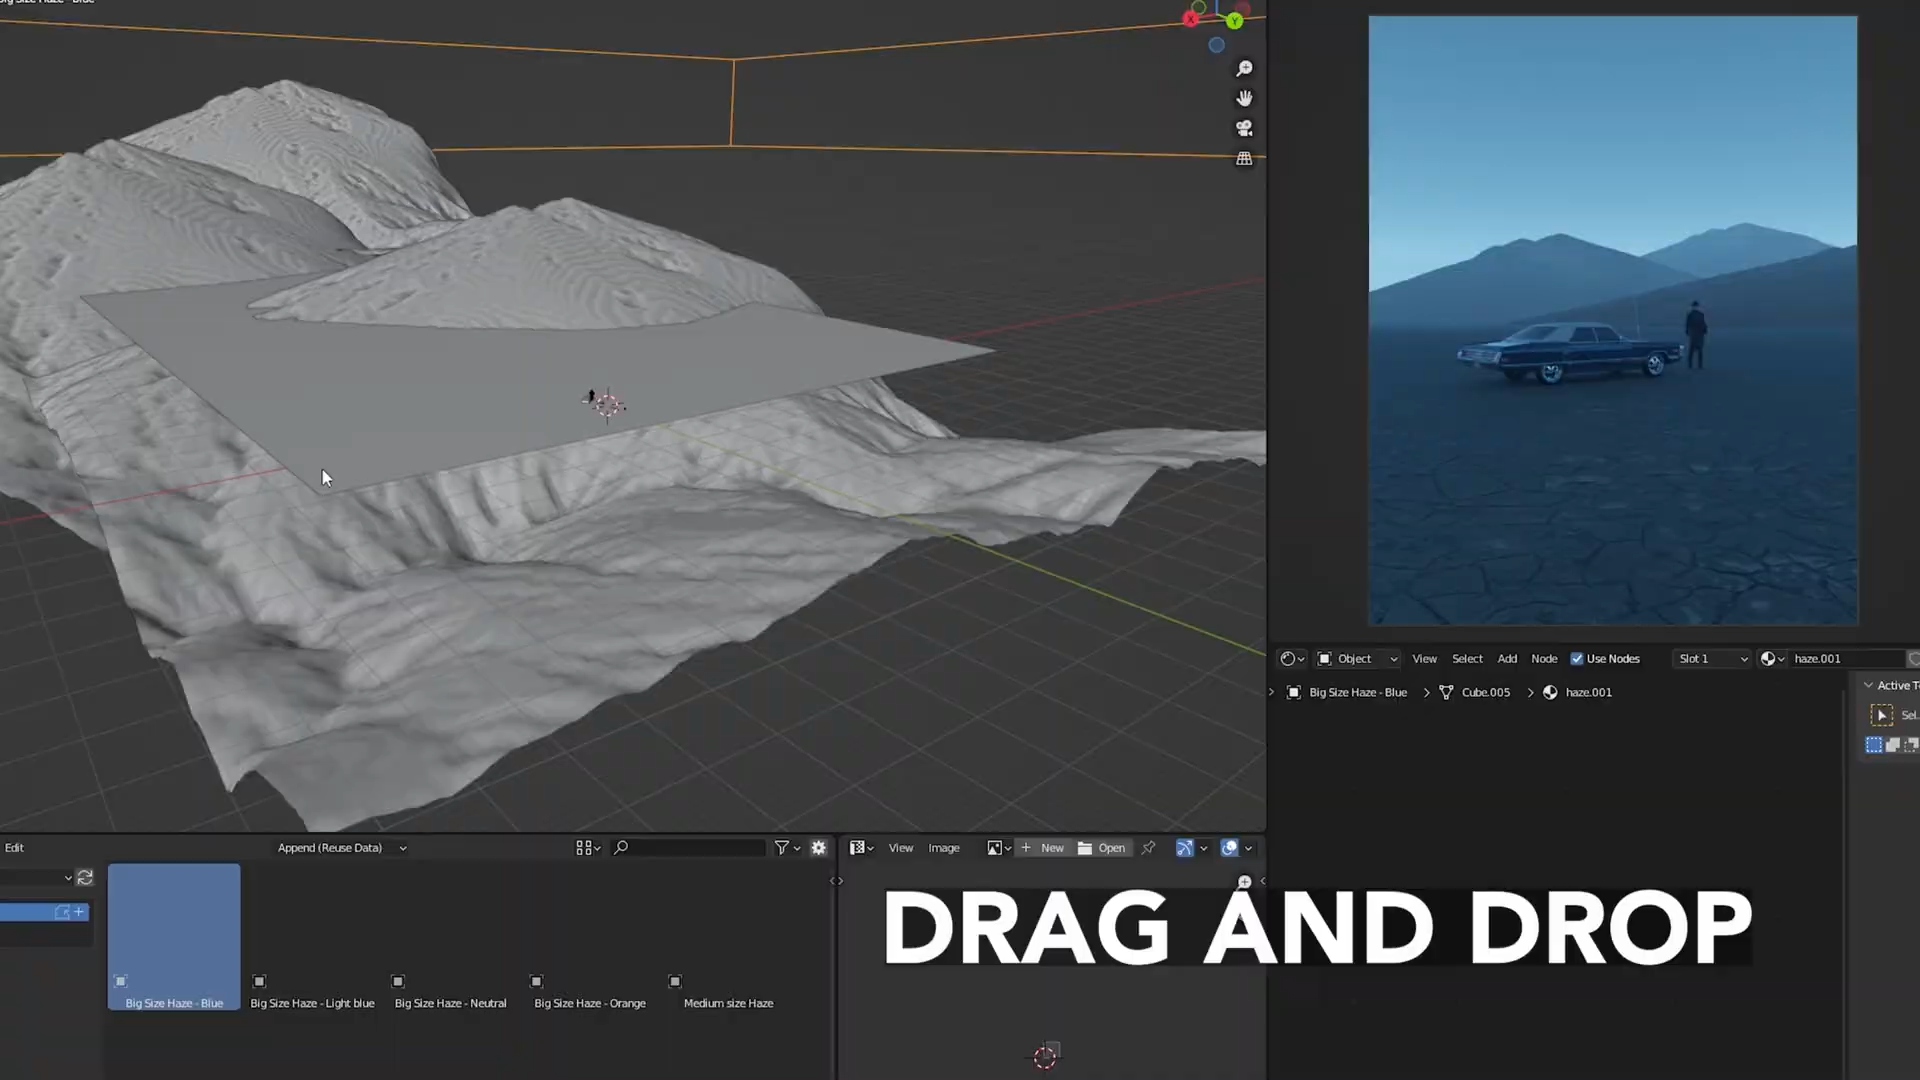 Big Size Haze - Blue
X
Y
Object
View
Select
Add
Node
Use Nodes
Slot 1
haze.001
Big Size Haze - Blue > Cube.005 > haze.001
Active
Sel..
Edit
Append (Reuse Data)
View
Image
New
Open
DRAG AND DROP
Big Size Haze - Blue
Big Size Haze - Light blue
Big Size Haze - Neutral
Big Size Haze - Orange
Medium size Haze